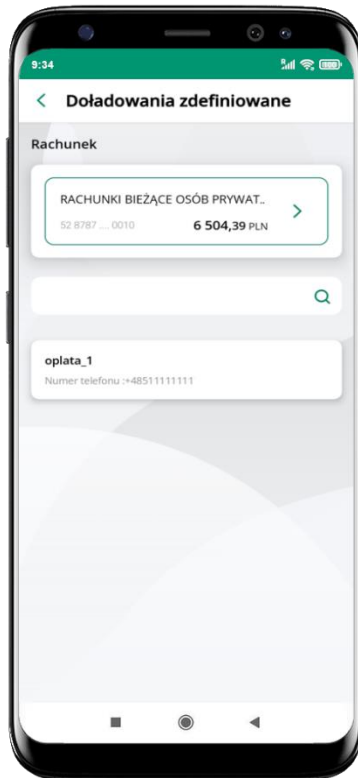 9:34
100
Doładowania zdefiniowane
Rachunek
RACHUNKI BIEŻĄCE OSÓB PRYWAT..
52 8787 .... 0010
6 504,39 PLN
oplata_1
Numer telefonu :+48511111111